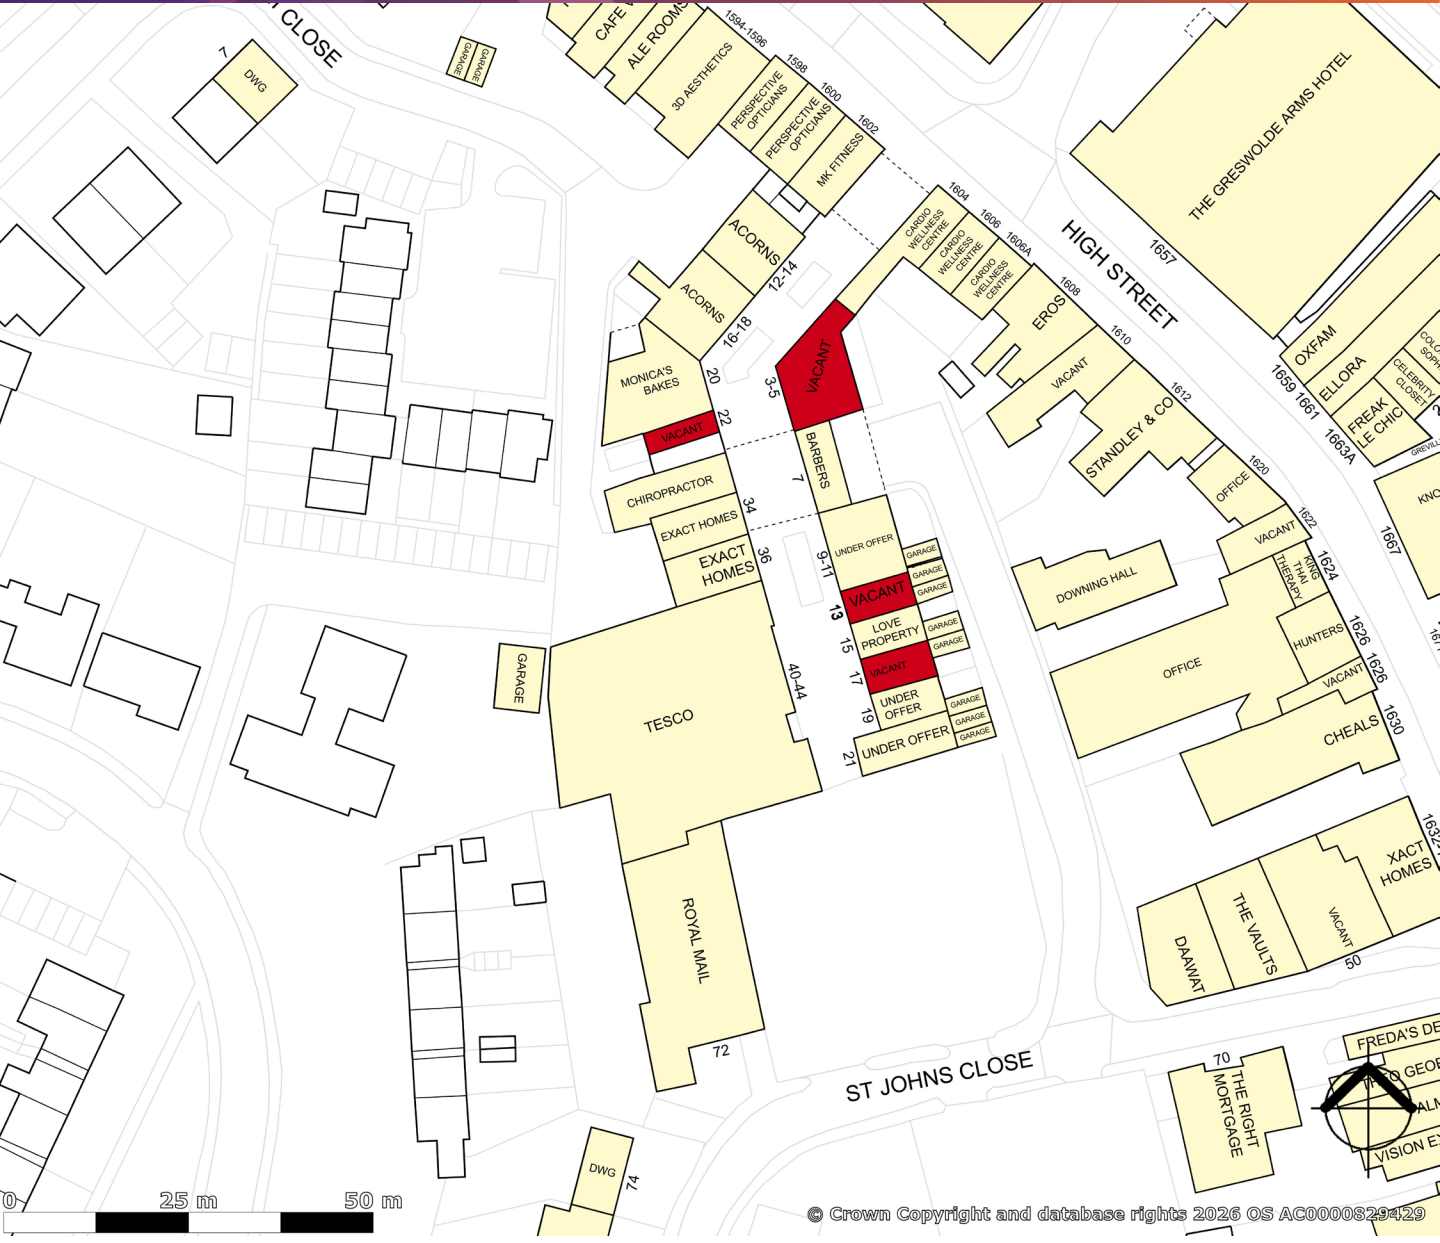 CLOSE
7
DWG
GARAGE
GARAGE
CAFE
ALE ROOMS
3D AESTHETICS
1594-1596
1598
PERSPECTIVE
OPTICIANS
1600
PERSPECTIVE
OPTICIANS
1602
MK FITNESS
THE GRESWOLDE ARMS HOTEL
1657
HIGH STREET
1604
CARDIO
WELLNESS
CENTRE
1606
CARDIO
WELLNESS
CENTRE
1606A
CARDIO
WELLNESS
CENTRE
1608
EROS
1610
VACANT
1612
STANDLEY & CO
1620
OFFICE
1622
VACANT
1624
KING
THAI
THERAPY
1626
HUNTERS
1626
VACANT
1630
CHEALS
OFFICE
DOWNING HALL
OXFAM
1659
ELLORA
1661
FREAK
LE CHIC
1663A
CELEBRITY
CLOSET
1667
ACORNS
12-14
ACORNS
16-18
MONICA'S
BAKES
20
VACANT
22
CHIROPRACTOR
34
EXACT HOMES
36
EXACT
HOMES
TESCO
40-44
ROYAL MAIL
72
GARAGE
VACANT
3-5
BARBERS
7
UNDER OFFER
9-11
VACANT
13
LOVE
PROPERTY
15
VACANT
17
UNDER
OFFER
19
UNDER OFFER
21
GARAGE
GARAGE
GARAGE
GARAGE
GARAGE
GARAGE
GARAGE
GARAGE
XACT
HOMES
VACANT
50
THE VAULTS
DAAWAT
ST JOHNS CLOSE
70
THE RIGHT
MORTGAGE
FREDA'S DE
VISION EX
DWG
74
0 25 m 50 m
© Crown Copyright and database rights 2026 OS AC0000829429